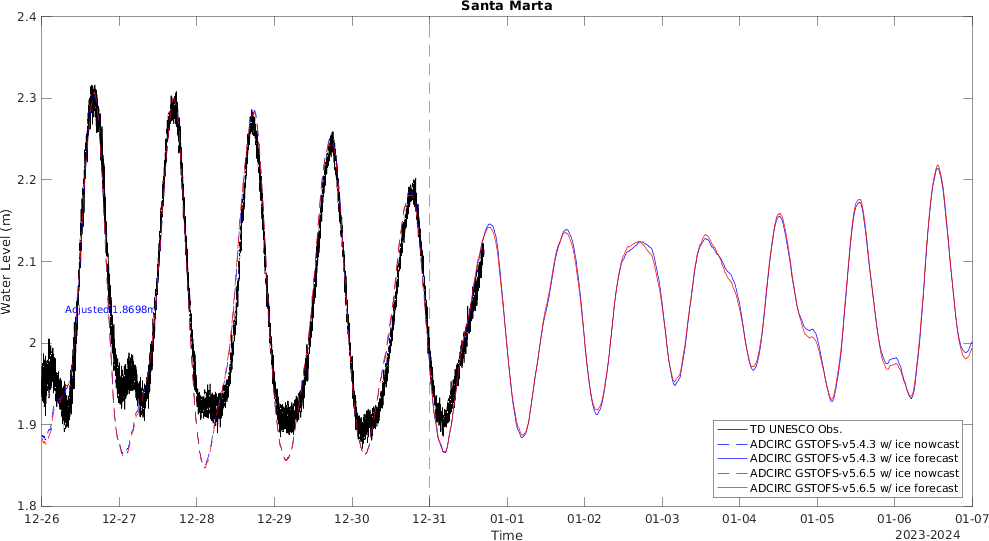 Santa Marta
2.4
2.3
2.2
2.1
2
1.9
1.8
Water Level (m)
Adjusted 1.8698m
TD UNESCO Obs.
ADCIRC GSTOFS-v5.4.3 w/ ice nowcast
ADCIRC GSTOFS-v5.4.3 w/ ice forecast
ADCIRC GSTOFS-v5.6.5 w/ ice nowcast
ADCIRC GSTOFS-v5.6.5 w/ ice forecast
12-26 12-27 12-28 12-29 12-30 12-31 01-01 01-02 01-03 01-04 01-05 01-06 01-07
Time
2023-2024